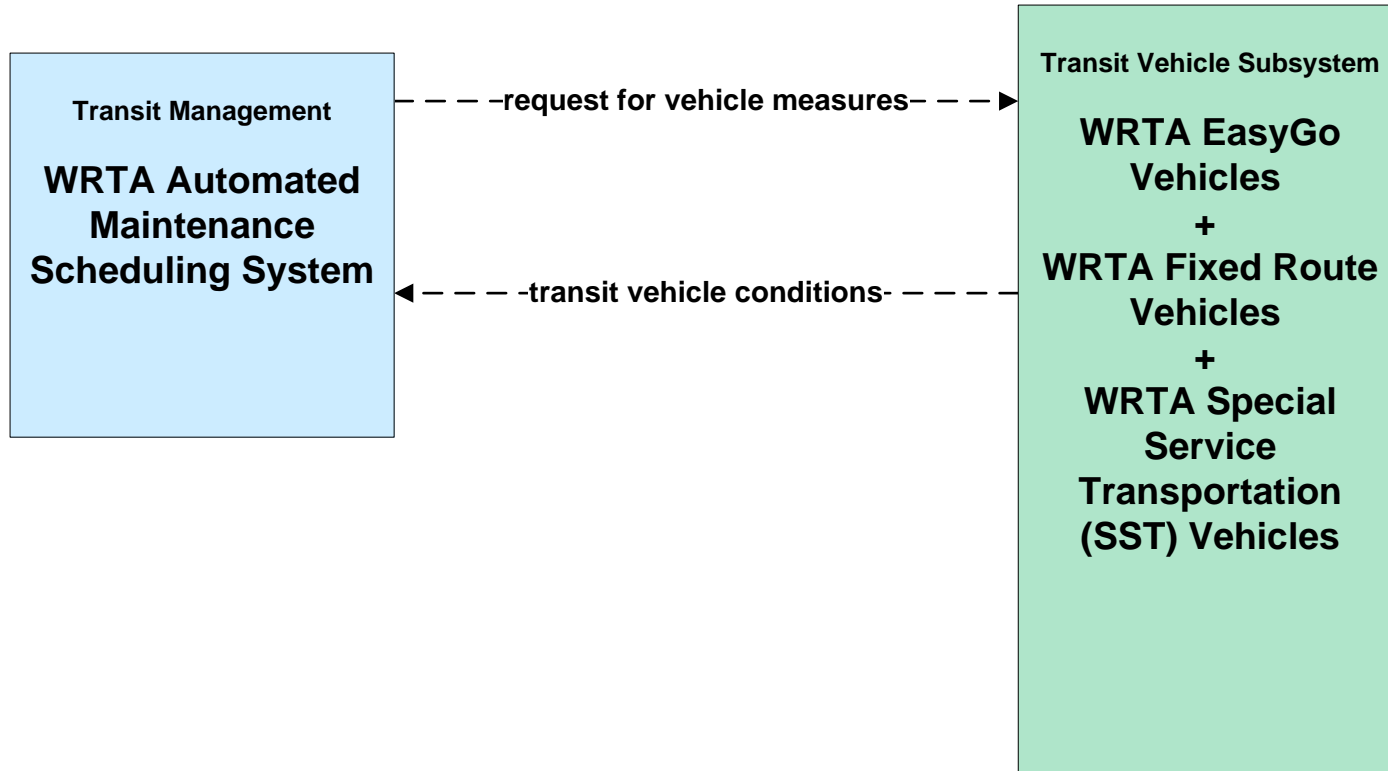 Transit Management
WRTA Automated
Maintenance
Scheduling System
request for vehicle measures
transit vehicle conditions
Transit Vehicle Subsystem
WRTA EasyGo
Vehicles
+
WRTA Fixed Route
Vehicles
+
WRTA Special
Service
Transportation
(SST) Vehicles